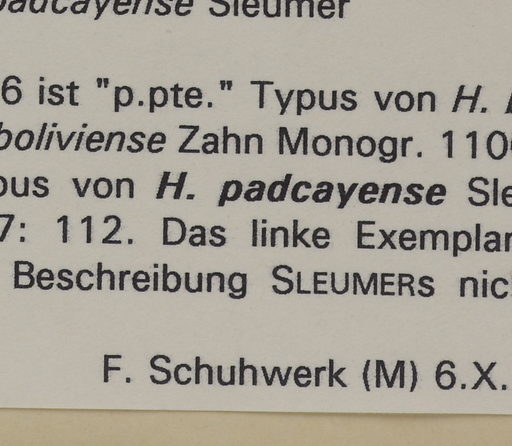 padcayense Sleumer
6 ist "p.pte." Typus von H.
boliviense Zahn Monogr. 110
pus von H. padcayense Sle
7: 112. Das linke Exemplar
Beschreibung SLEUMERs nic
F. Schuhwerk (M) 6.X.